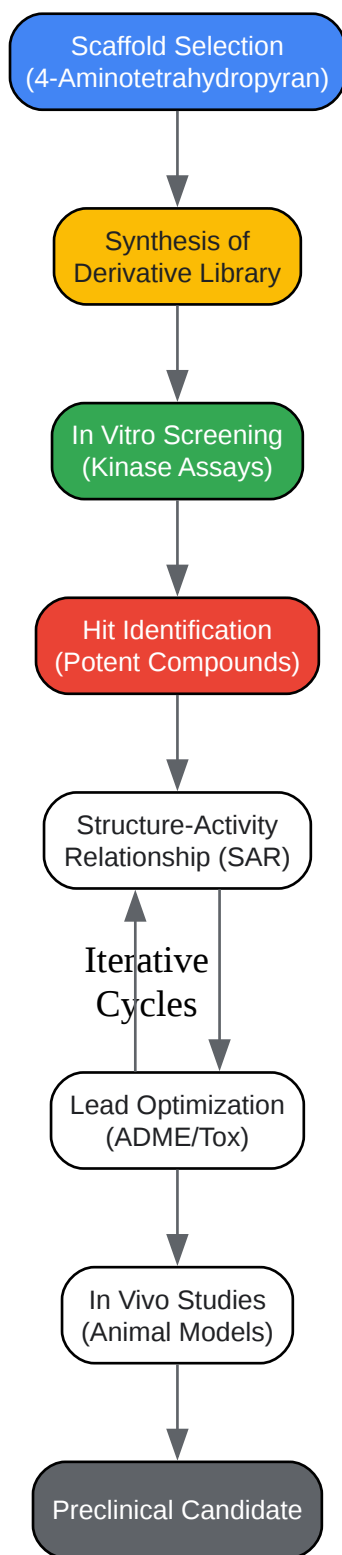 Scaffold Selection
(4-Aminotetrahydropyran)
Synthesis of
Derivative Library
In Vitro Screening
(Kinase Assays)
Hit Identification
(Potent Compounds)
Structure-Activity
Relationship (SAR)
Iterative
Cycles
Lead Optimization
(ADME/Tox)
In Vivo Studies
(Animal Models)
Preclinical Candidate